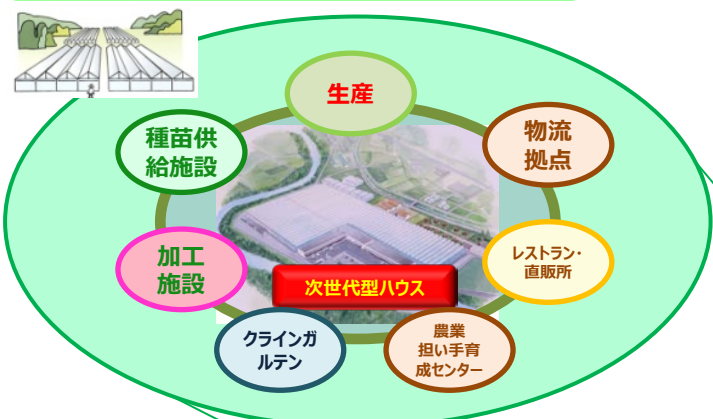 生産
種苗供
給施設
物流
拠点
加工
施設
レストラン・
直販所
次世代型ハウス
クラインガ
ルテン
農業
担い手育
成センター